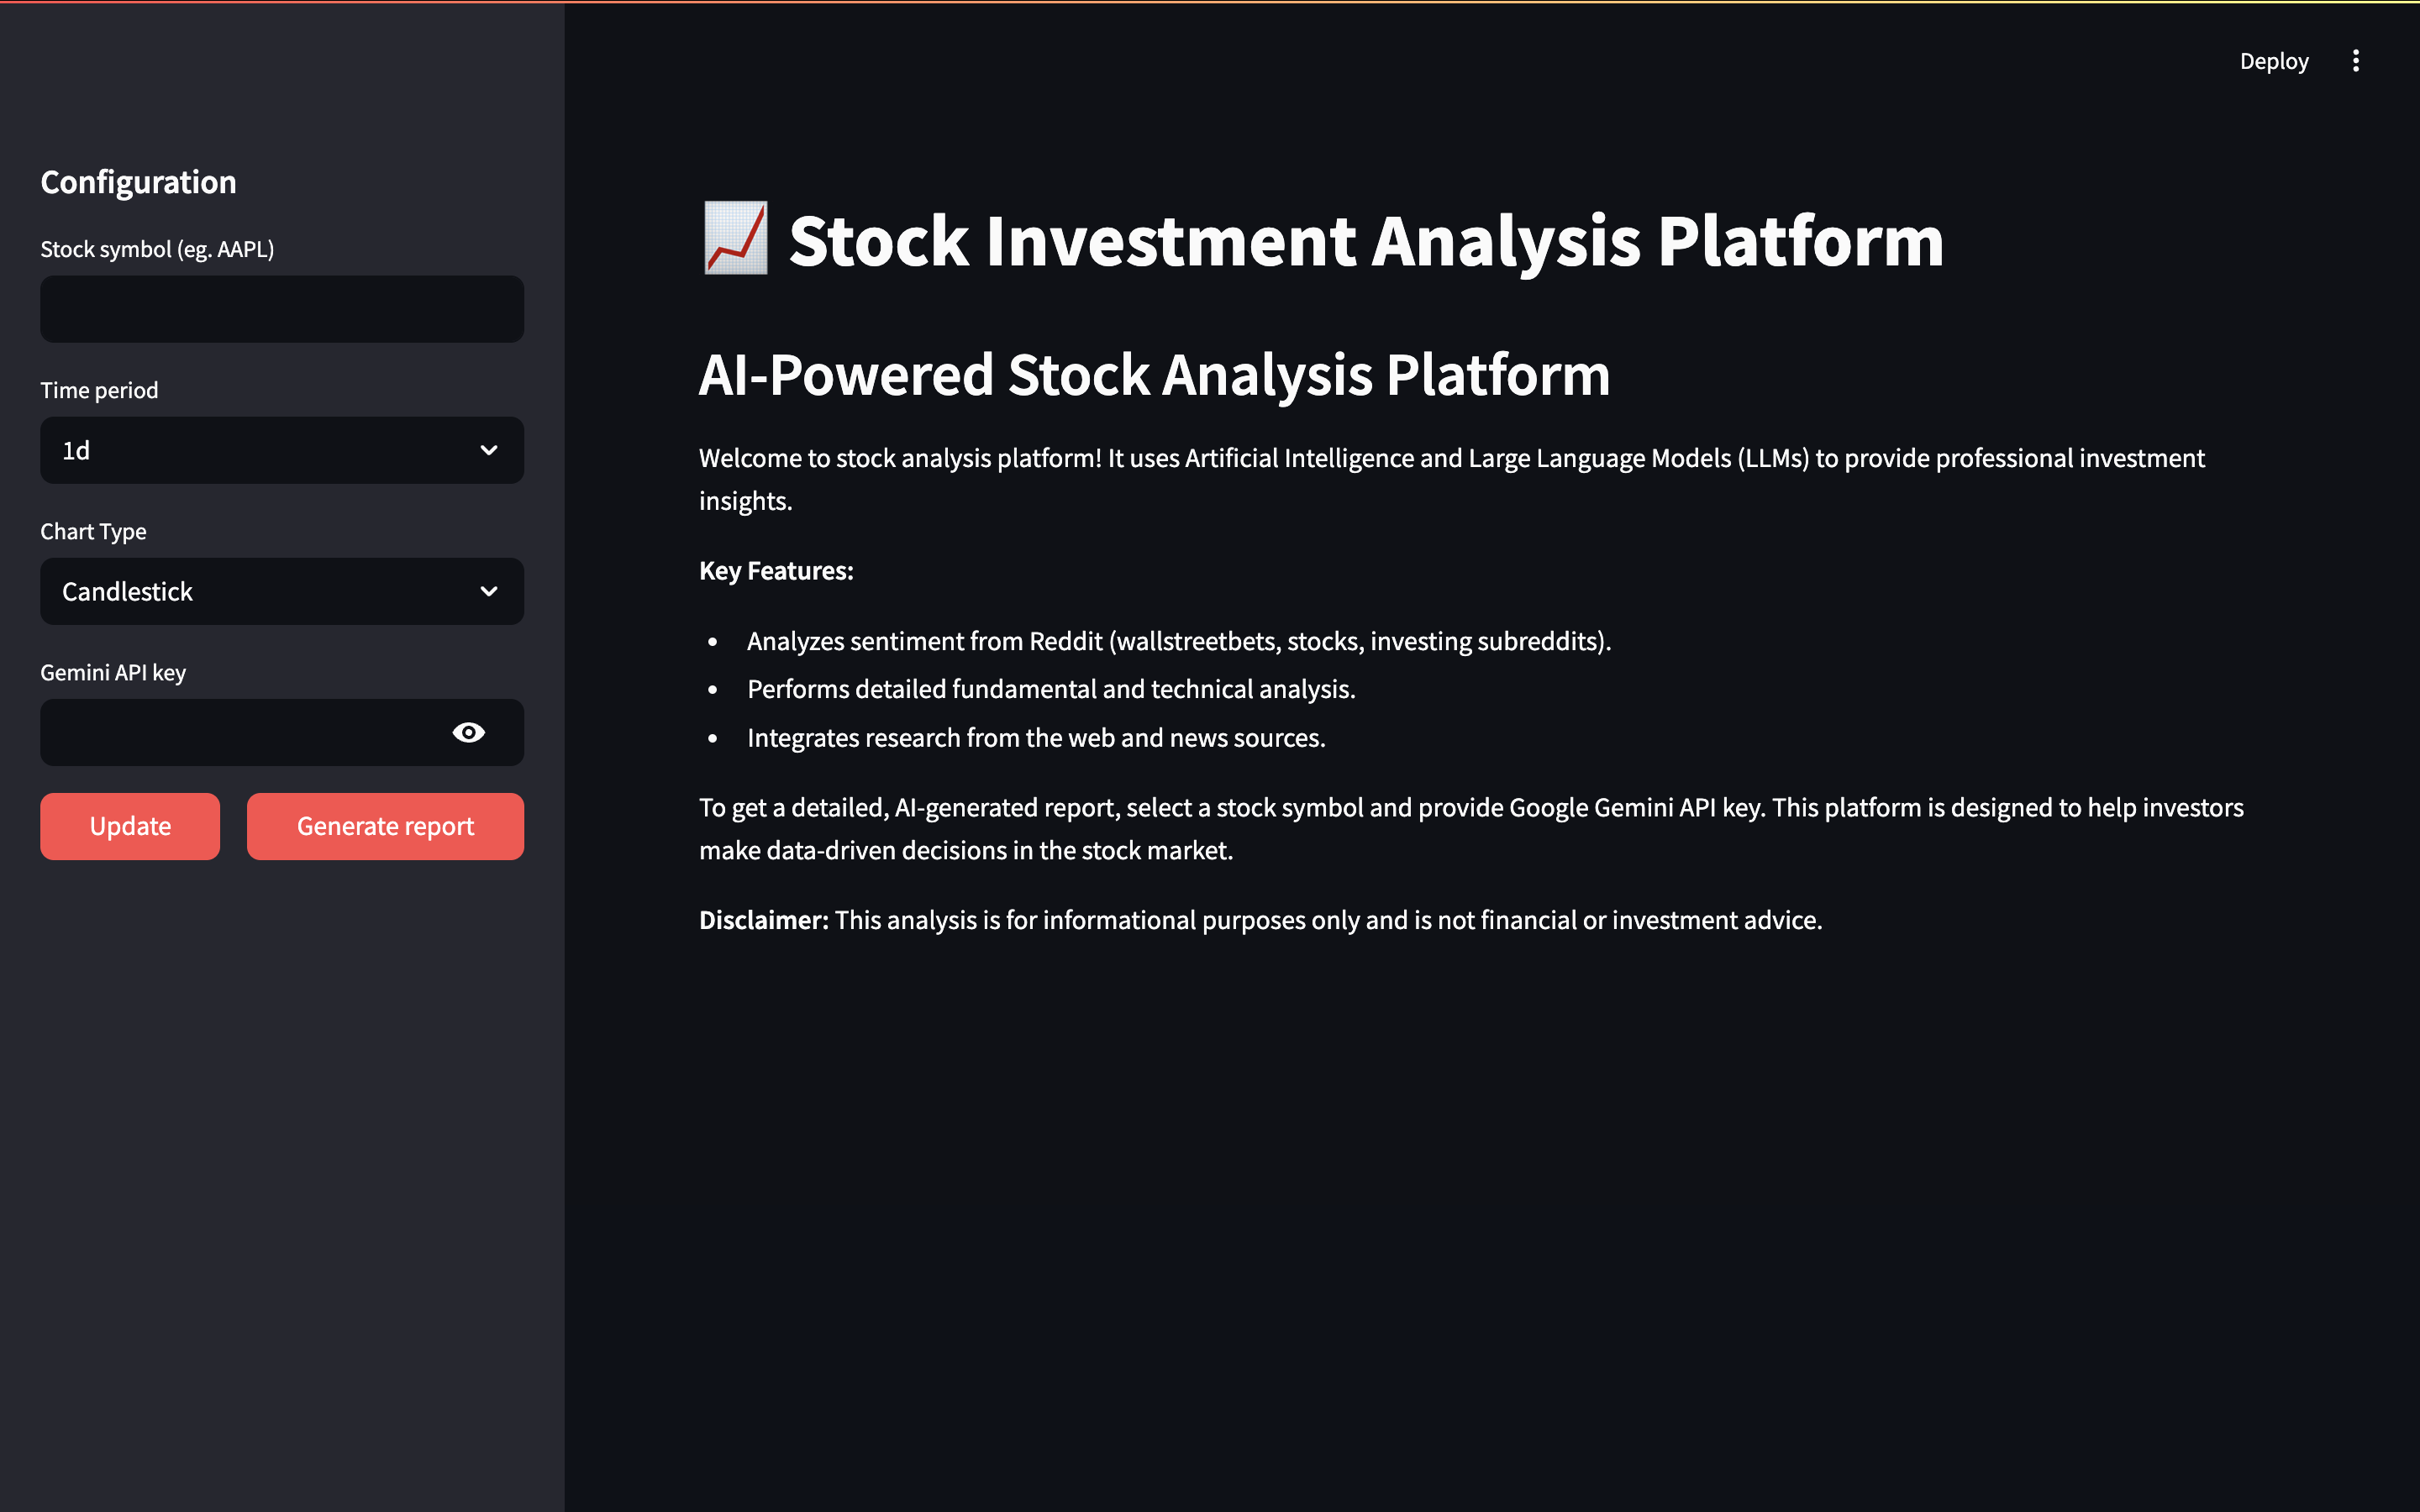 Deploy
Configuration
Stock symbol (eg. AAPL)
Time period
1d
Chart Type
Candlestick
Gemini API key
Update
Generate report
📈 Stock Investment Analysis Platform
AI-Powered Stock Analysis Platform
Welcome to stock analysis platform! It uses Artificial Intelligence and Large Language Models (LLMs) to provide professional investment
insights.
Key Features:
• Analyzes sentiment from Reddit (wallstreetbets, stocks, investing subreddits).
• Performs detailed fundamental and technical analysis.
• Integrates research from the web and news sources.
To get a detailed, AI-generated report, select a stock symbol and provide Google Gemini API key. This platform is designed to help investors
make data-driven decisions in the stock market.
Disclaimer: This analysis is for informational purposes only and is not financial or investment advice.